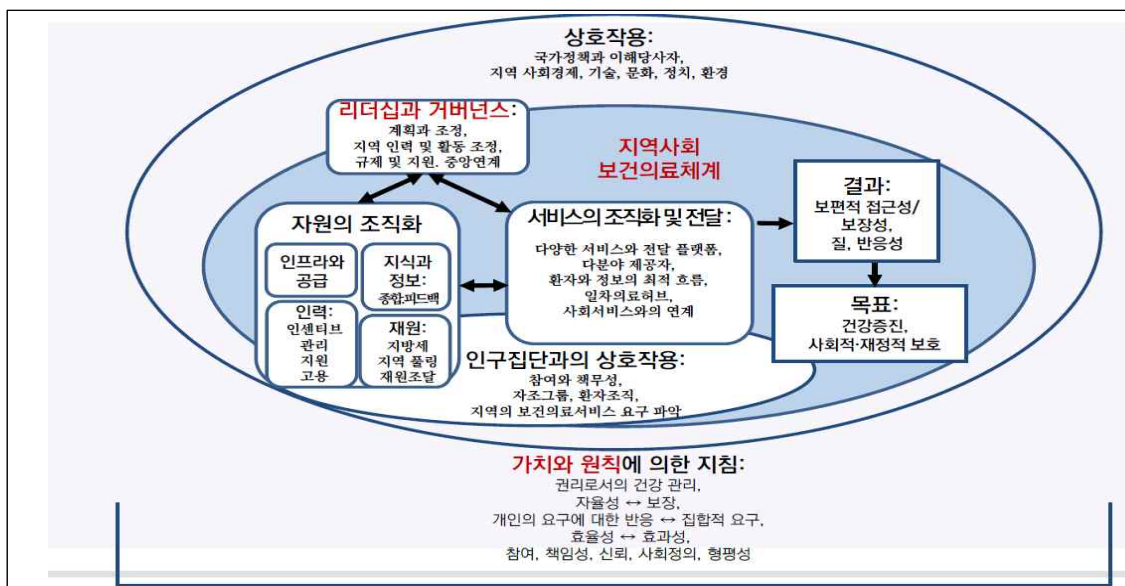 상호작용:
국가정책과 이해당사자,
지역 사회경제, 기술, 문화, 정치, 환경
리더십과 거버넌스:
계획과 조정,
지역 인력 및 활동 조정,
규제 및 지원. 중앙연계
지역사회
보건의료체계
자원의 조직화
인프라와
공급
지식과
정보:
종합.피드백
인력:
인센티브
관리
지원
고용
재원:
지방세
지역 풀링
재원조달
서비스의 조직화 및 전달 :
다양한 서비스와 전달 플랫폼,
다분야 제공자,
환자와 정보의 최적 흐름,
일차의료허브,
사회서비스와의 연계
결과:
보편적 접근성/
보장성,
질, 반응성
목표:
건강증진,
사회적·재정적 보호
인구집단과의 상호작용:
참여와 책무성,
자조그룹, 환자조직,
지역의 보건의료서비스 요구 파악
가치와 원칙에 의한 지침:
권리로서의 건강 관리,
자율성 ↔ 보장,
개인의 요구에 대한 반응 ↔ 집합적 요구,
효율성 ↔ 효과성,
참여, 책임성, 신뢰, 사회정의, 형평성